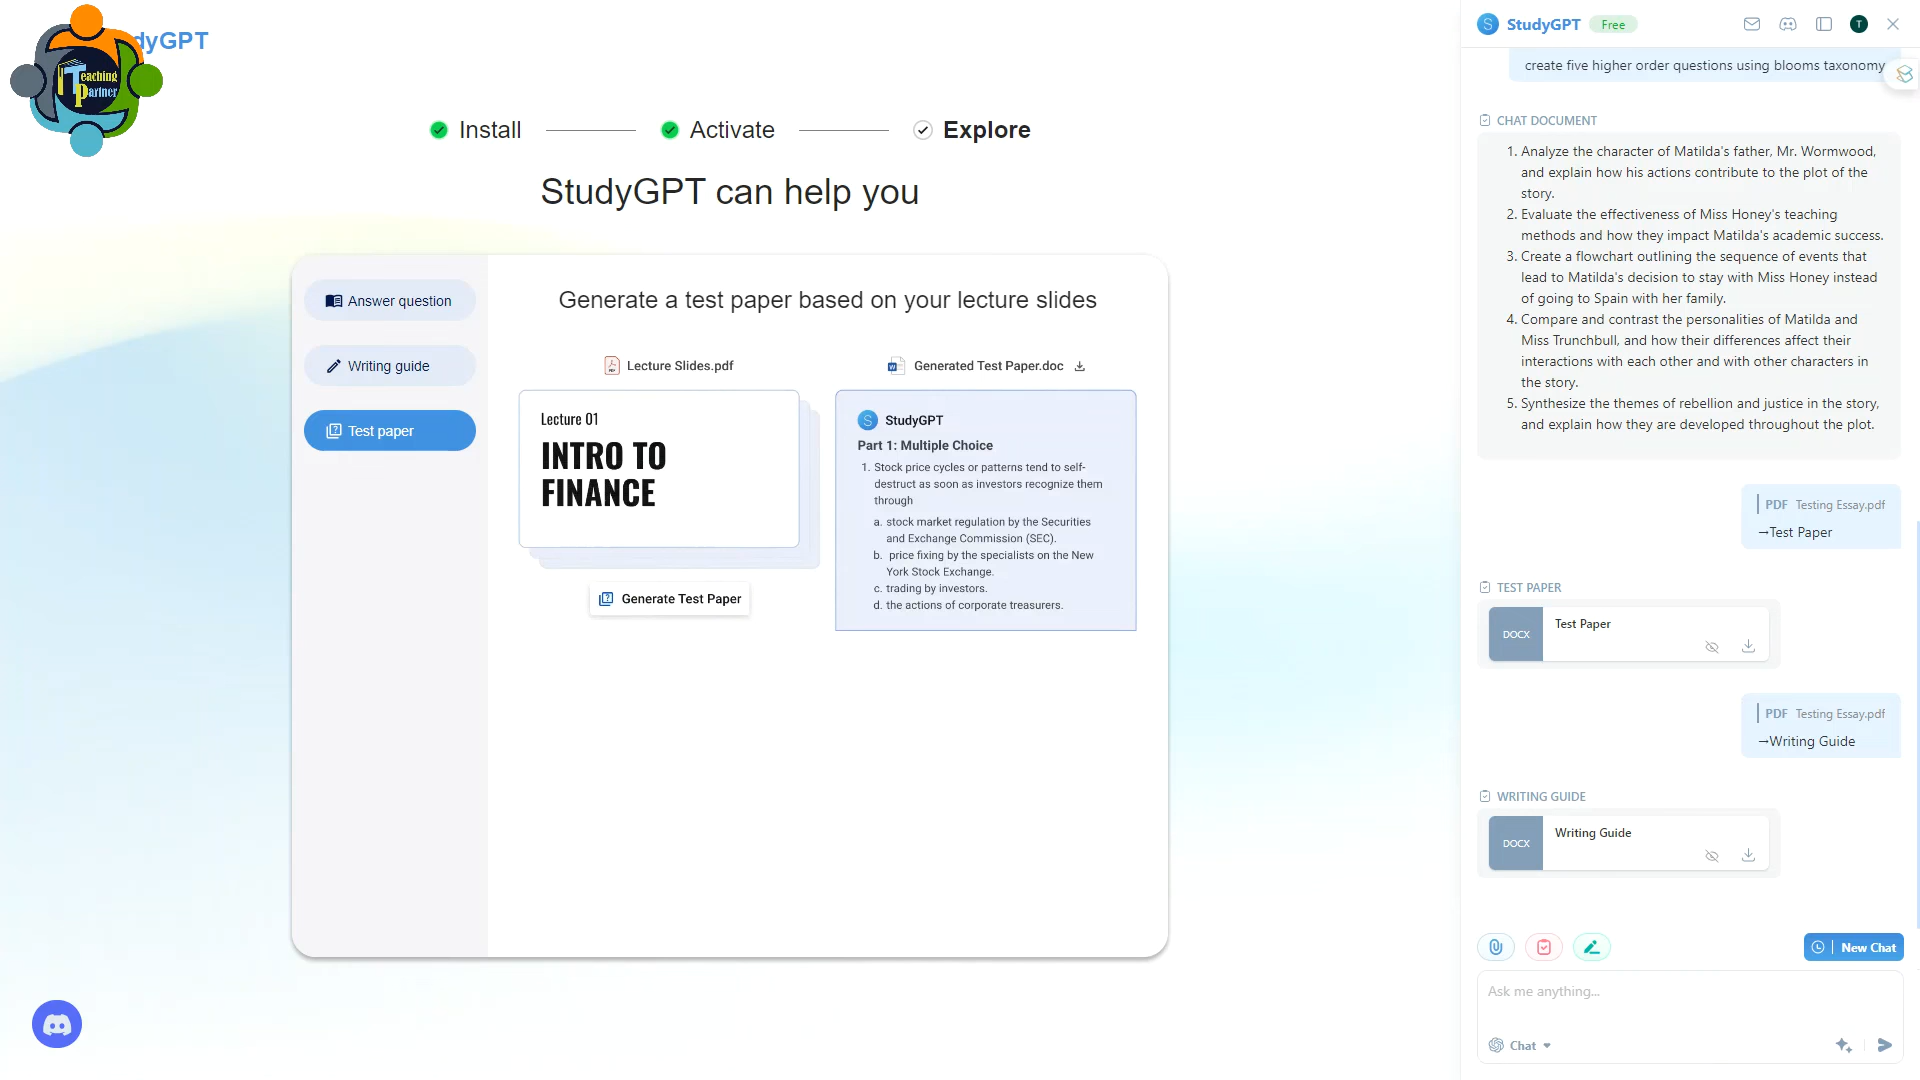 dyGPT
Teaching
Partner
Install
Activate
Explore
StudyGPT can help you
Answer question
Writing guide
Test paper
Generate a test paper based on your lecture slides
Lecture Slides.pdf
Lecture 01
INTRO TO
FINANCE
Generate Test Paper
Generated Test Paper.doc
S StudyGPT
Part 1: Multiple Choice
1. Stock price cycles or patterns tend to self-
destruct as soon as investors recognize them
through
a. stock market regulation by the Securities
and Exchange Commission (SEC).
b. price fixing by the specialists on the New
York Stock Exchange.
c. trading by investors.
d. the actions of corporate treasurers.
S StudyGPT Free
T
create five higher order questions using blooms taxonomy
CHAT DOCUMENT
1. Analyze the character of Matilda's father, Mr. Wormwood,
and explain how his actions contribute to the plot of the
story.
2. Evaluate the effectiveness of Miss Honey's teaching
methods and how they impact Matilda's academic success.
3. Create a flowchart outlining the sequence of events that
lead to Matilda's decision to stay with Miss Honey instead
of going to Spain with her family.
4. Compare and contrast the personalities of Matilda and
Miss Trunchbull, and how their differences affect their
interactions with each other and with other characters in
the story.
5. Synthesize the themes of rebellion and justice in the story,
and explain how they are developed throughout the plot.
PDF Testing Essay.pdf
→Test Paper
TEST PAPER
DOCX Test Paper
PDF Testing Essay.pdf
→Writing Guide
WRITING GUIDE
DOCX Writing Guide
New Chat
Ask me anything...
Chat